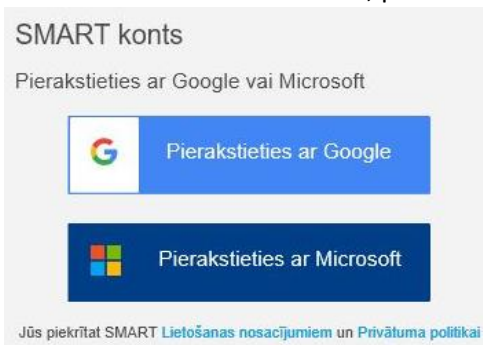 SMART konts
Pierakstieties ar Google vai Microsoft
Pierakstieties ar Google
Pierakstieties ar Microsoft
Jūs piekrītat SMART Lietošanas nosacījumiem un Privātuma politikai